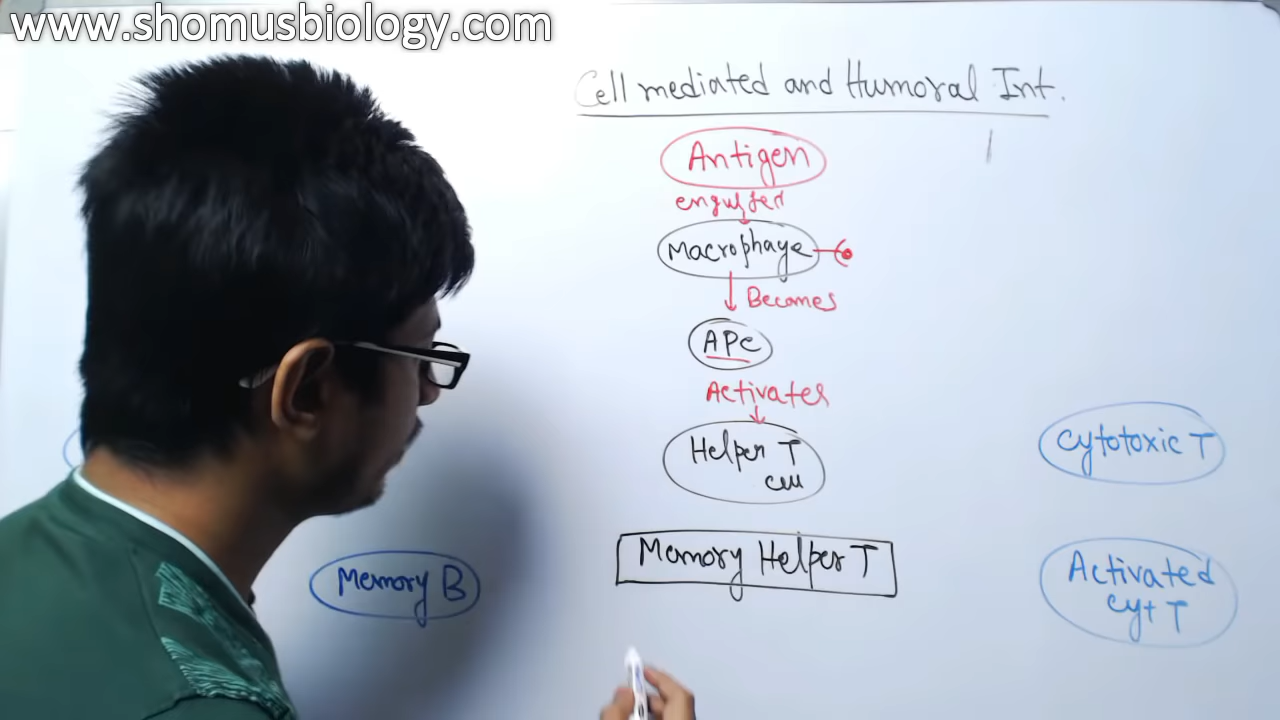 www.shomusbiology.com
Cell mediated and Humoral Int.
Antigen
engulfed
Macrophage
Becomes
APC
Activates
Helper T
cell
Cytotoxic T
Memory Helper T
Memory B
Activated
Cyt T